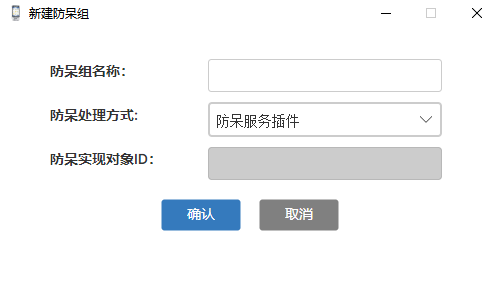 新建防呆组
防呆组名称：
防呆处理方式:
防呆服务插件
防呆实现对象ID：
确认
取消